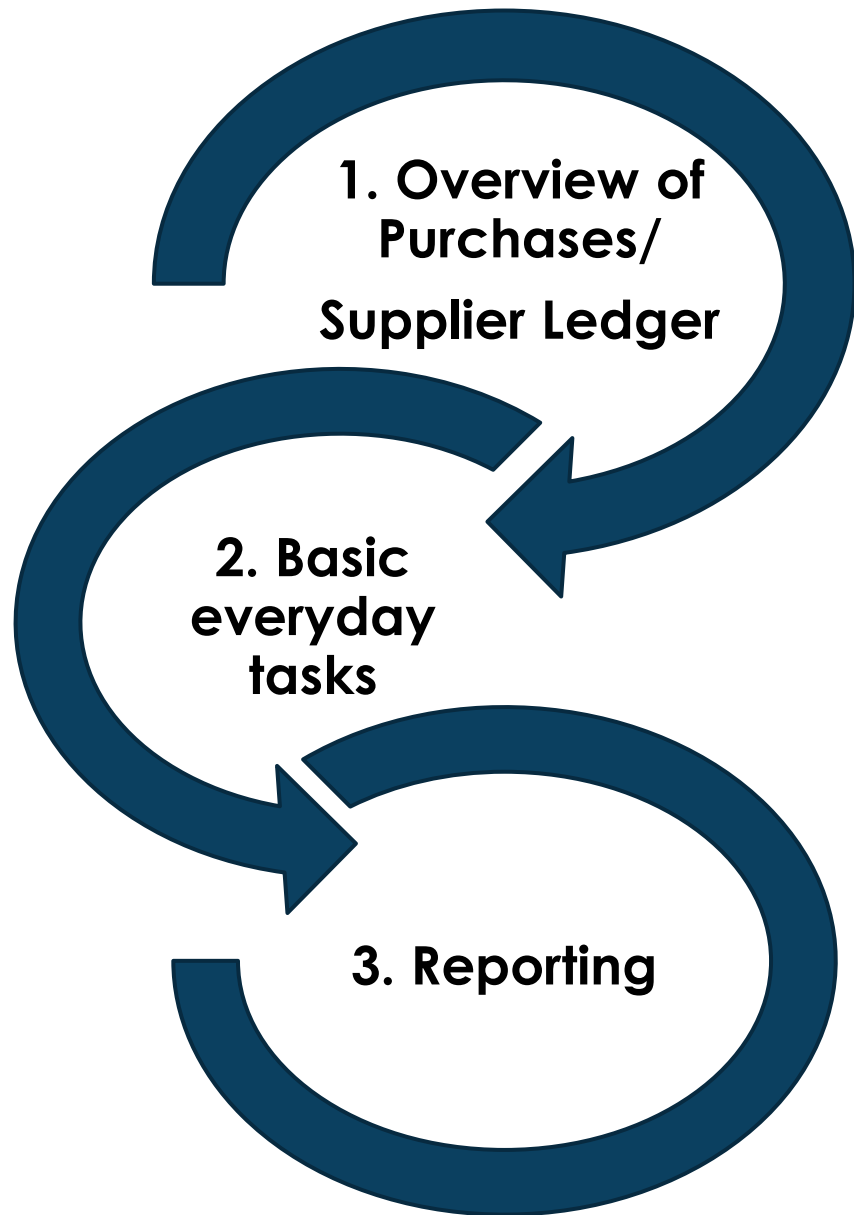 1. Overview of
Purchases/
Supplier Ledger
2. Basic
everyday
tasks
3. Reporting